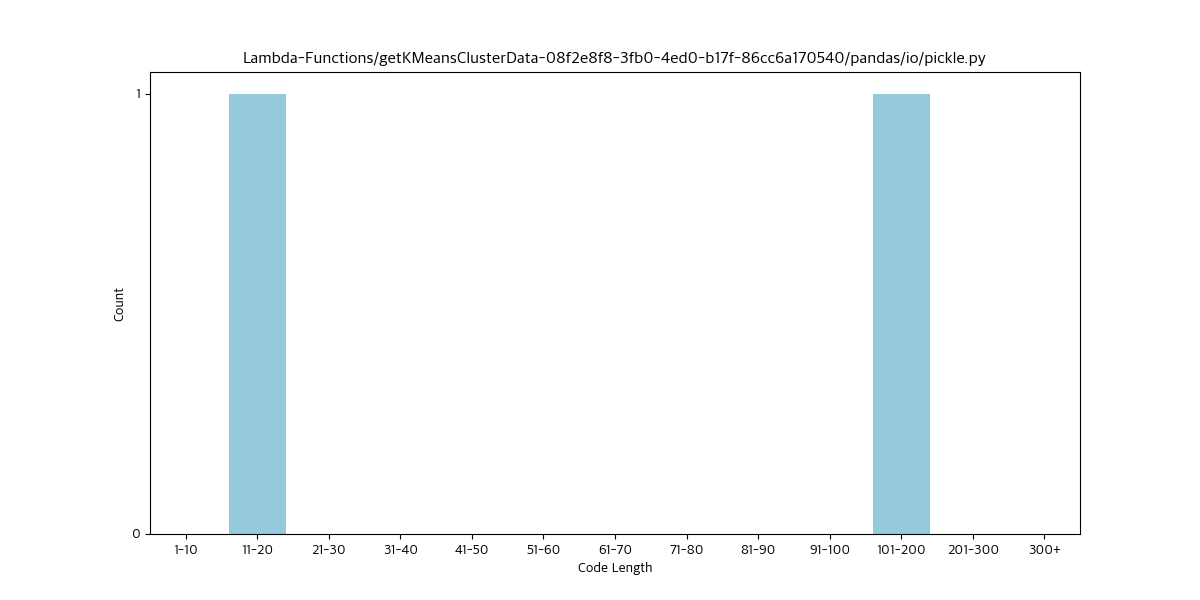 Lambda-Functions/getKMeansClusterData-08f2e8f8-3fb0-4ed0-b17f-86cc6a170540/pandas/io/pickle.py
1
Count
0
1-10 11-20 21-30 31-40 41-50 51-60 61-70 71-80 81-90 91-100 101-200 201-300 300+
Code Length